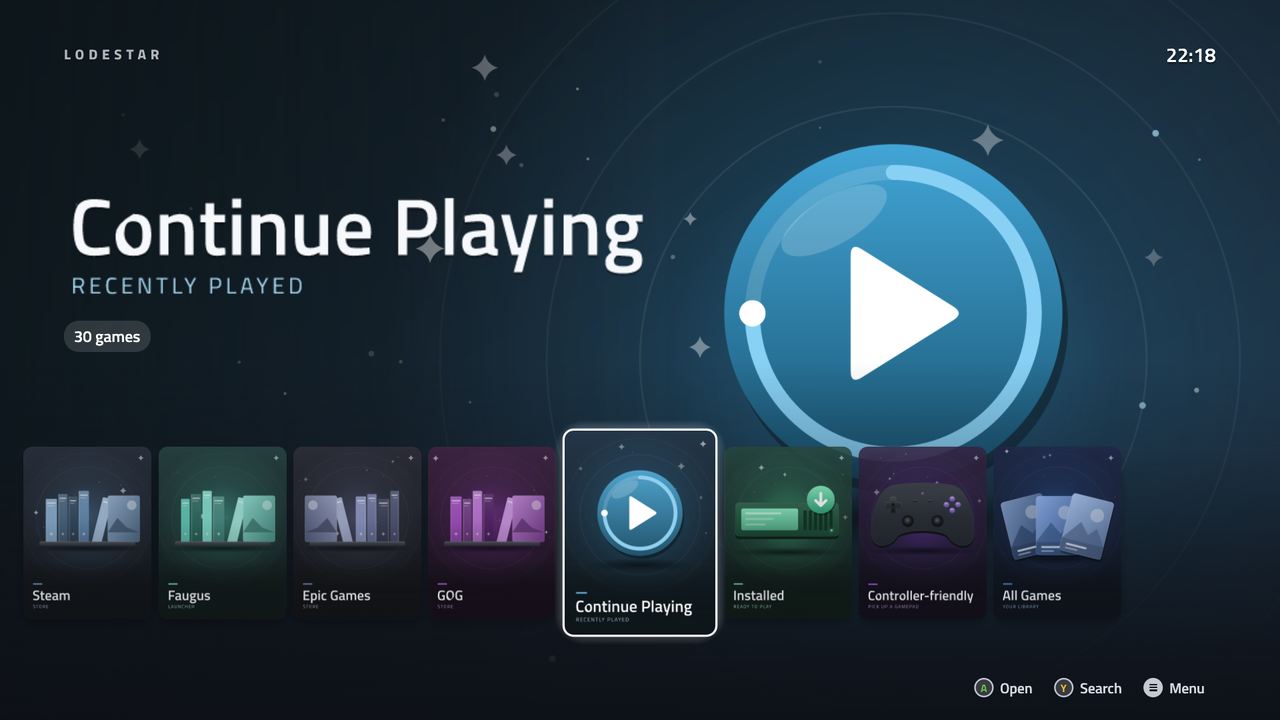 LODESTAR
22:18
Continue Playing
RECENTLY PLAYED
30 games
Steam
STORE
Faugus
LAUNCHER
Epic Games
STORE
GOG
STORE
Continue Playing
RECENTLY PLAYED
Installed
READY TO PLAY
Controller-friendly
PICK UP A GAMEPAD
All Games
YOUR LIBRARY
A Open
Y Search
Menu